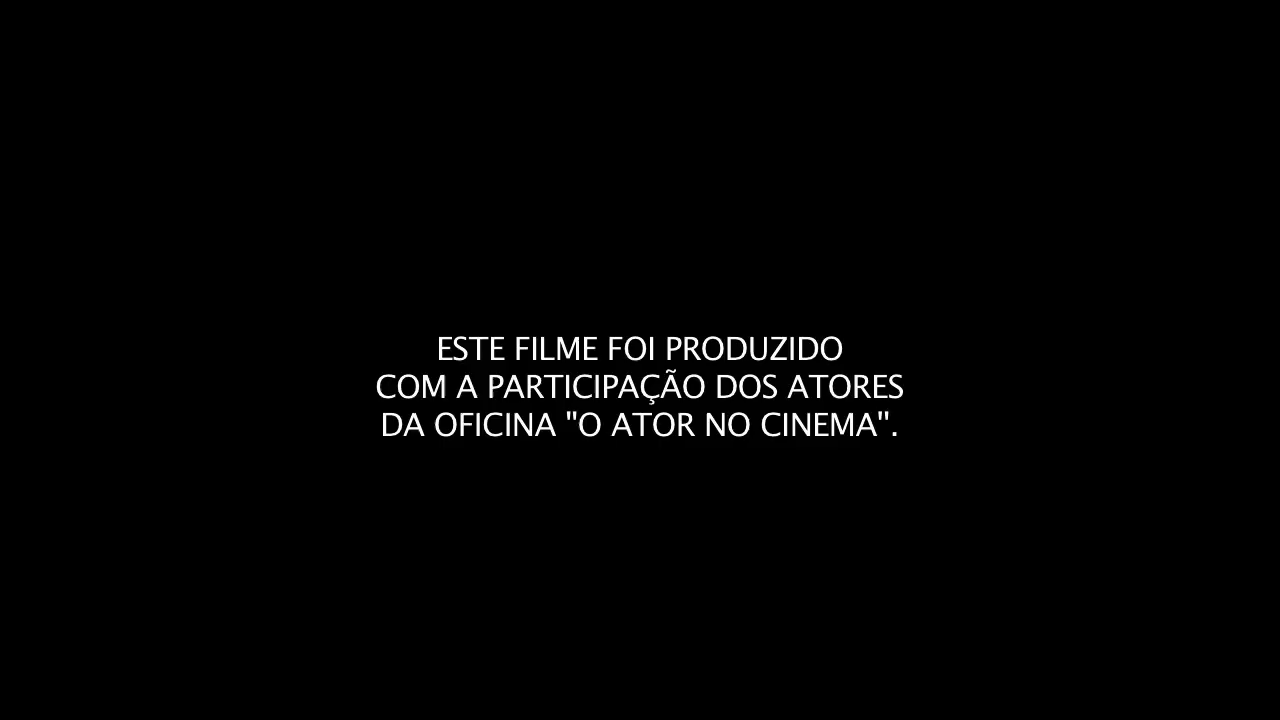 ESTE FILME FOI PRODUZIDO
COM A PARTICIPAÇÃO DOS ATORES
DA OFICINA "O ATOR NO CINEMA".